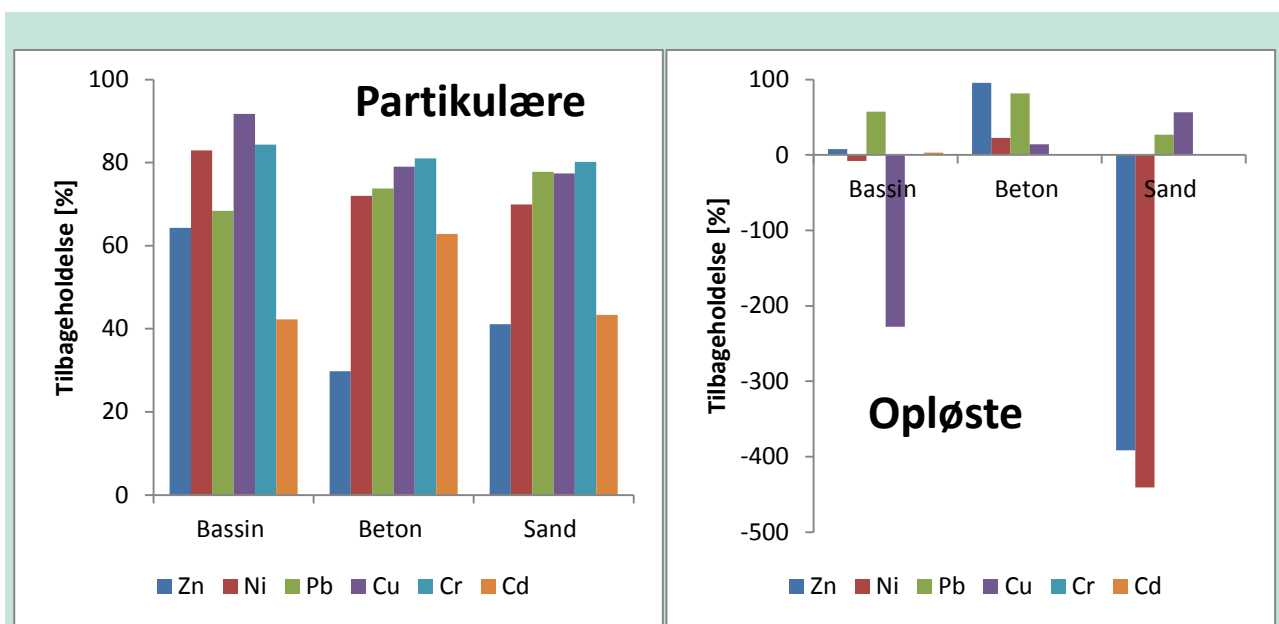 Partikulære
Tilbageholdelse [%]
100
80
60
40
20
0
Bassin Beton Sand
Zn Ni Pb Cu Cr Cd
Opløste
Tilbageholdelse [%]
100
0
-100
-200
-300
-400
-500
Bassin Beton Sand
Zn Ni Pb Cu Cr Cd